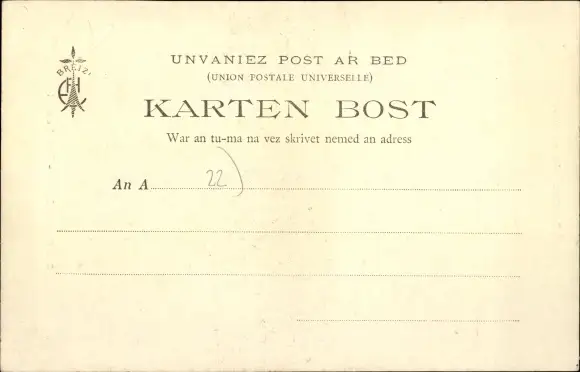 UNVANIEZ POST AR BED
(UNION POSTALE UNIVERSELLE)
BREIZ'
KARTEN BOST
War an tu-ma na vez skrivet nemed an adress
An A
22